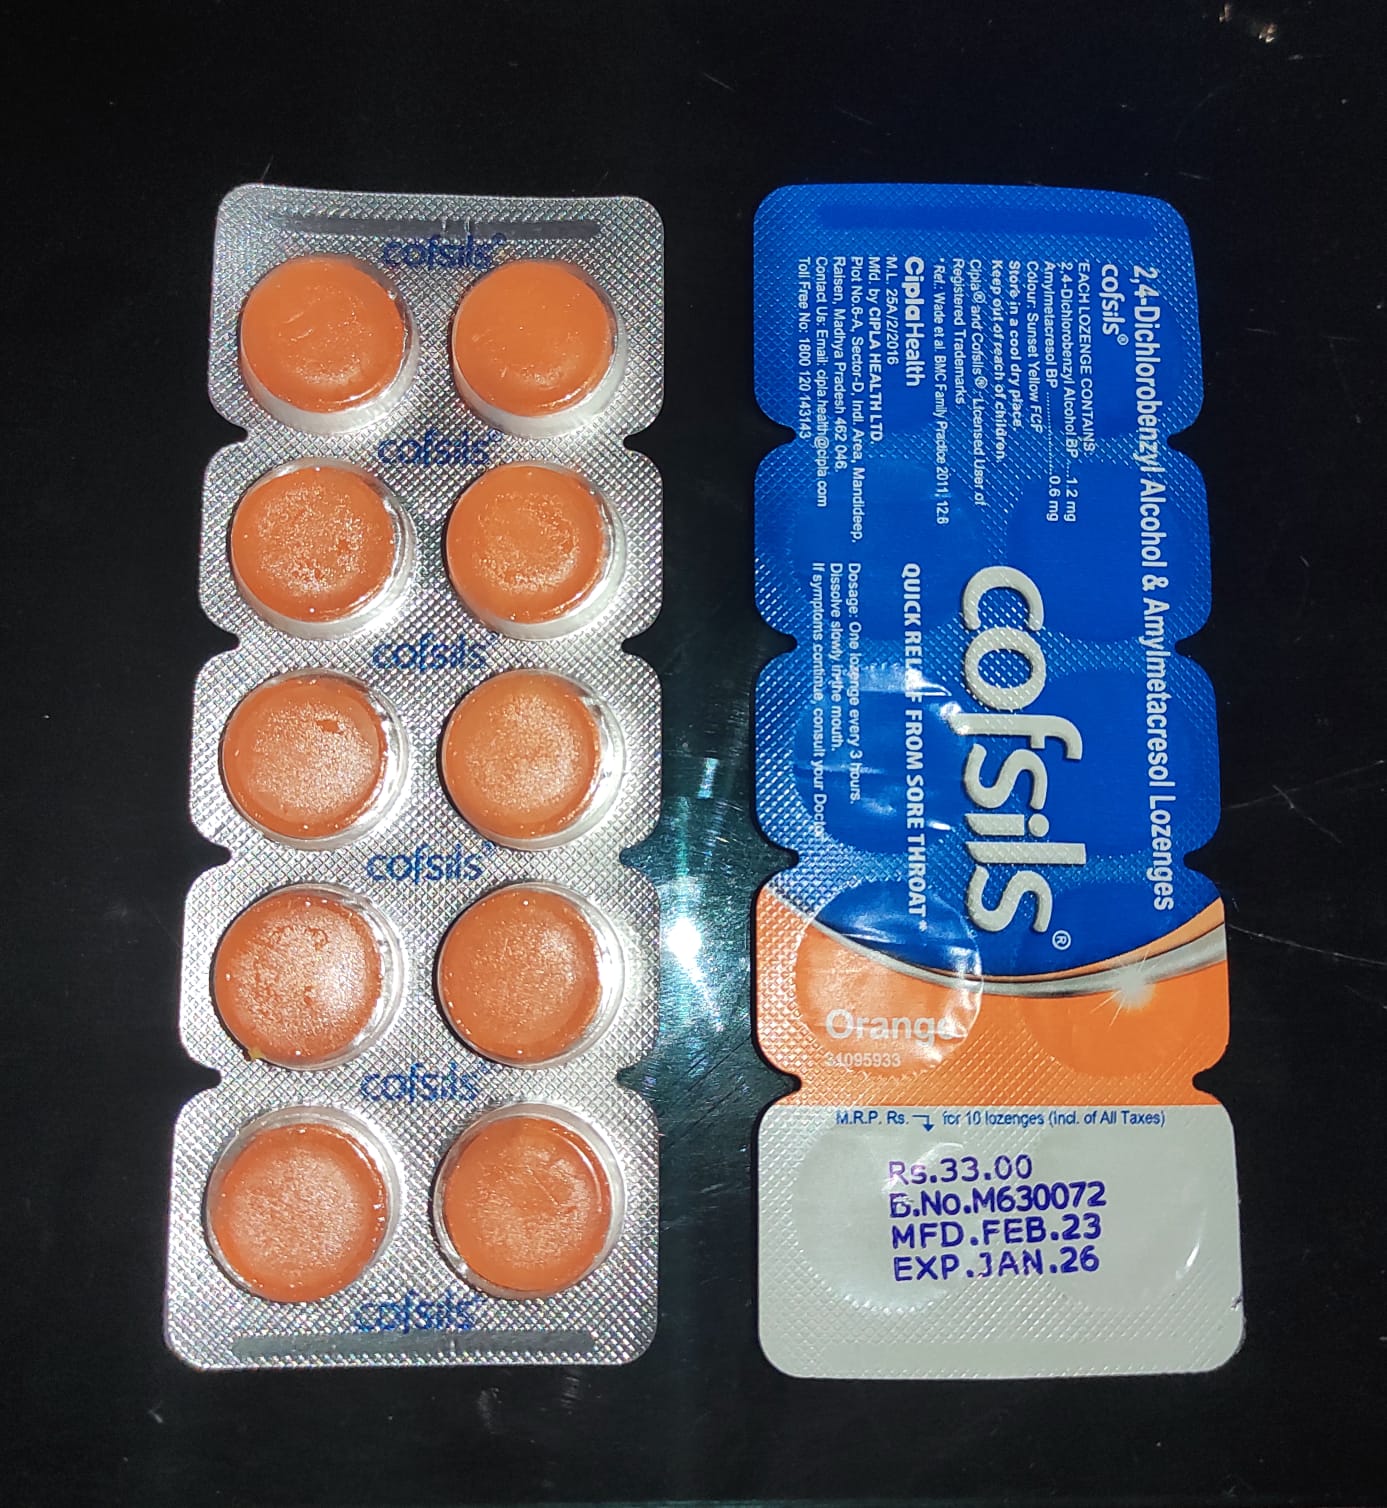 cofsils®
cofsils®
cofsils
cofsils®
cofsils®
cofsils®
2,4-Dichlorobenzyl Alcohol & Amylmetacresol Lozenges
cofsils®
EACH LOZENGE CONTAINS:
2,4-Dichlorobenzyl Alcohol BP ....1.2 mg
Amylmetacresol BP ....................0.6 mg
Colour: Sunset Yellow FCF
Store in a cool dry place.
Keep out of reach of children.
Cipla® and Cofsils®: Licensed User of
Registered Trademarks
*Ref.: Wade et.al. BMC Family Practice 2011, 12:6
CiplaHealth
M.L. 25A/2/2016
Mfd. by CIPLA HEALTH LTD.
Plot No.6-A, Sector-D, Indl. Area, Mandideep,
Raisen, Madhya Pradesh 462 046.
Contact Us: Email: cipla.health@cipla.com
Toll Free No: 1800 120 143143
cofsils®
QUICK RELIEF FROM SORE THROAT*
Dosage: One lozenge every 3 hours.
Dissolve slowly in the mouth.
If symptoms continue, consult your Doctor
Orange
21095933
M.R.P. Rs. for 10 lozenges (Incl. of All Taxes)
Rs.33.00
B.No.M630072
MFD.FEB.23
EXP.JAN.26